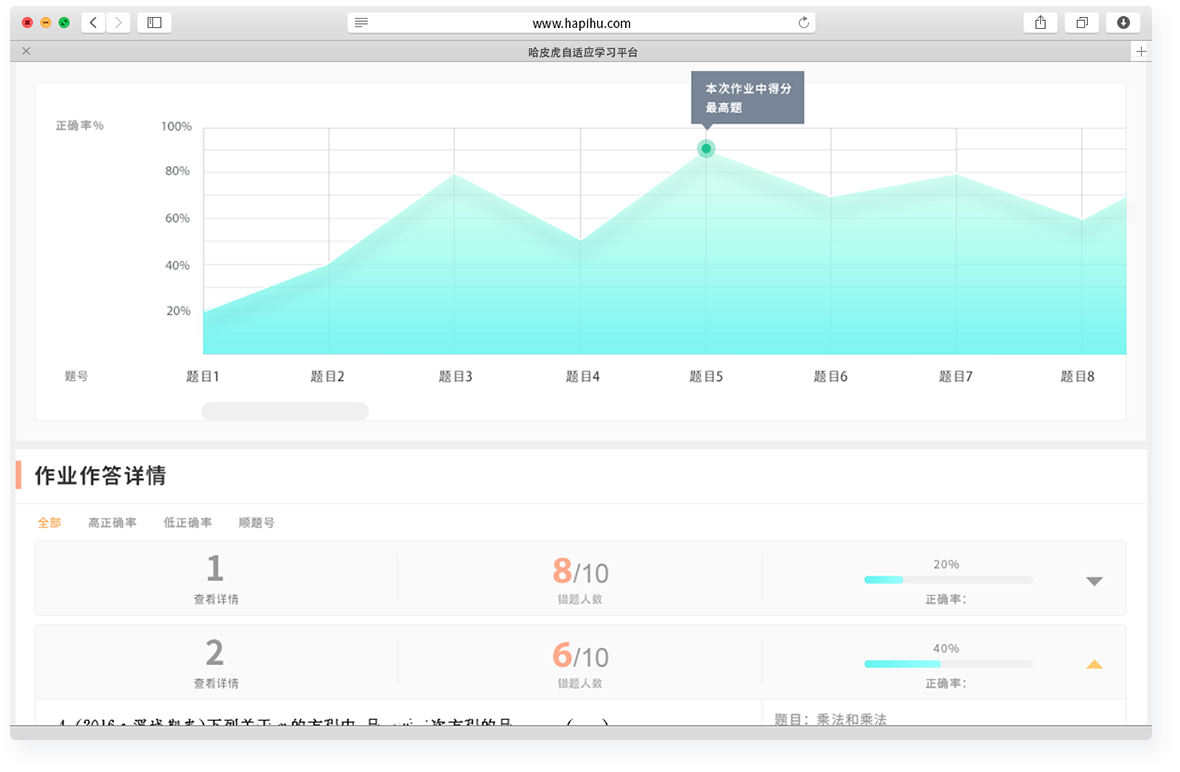 www.hapihu.com
哈皮虎自适应学习平台
本次作业中得分
最高题
正确率%
100%
80%
60%
40%
20%
题号 题目1 题目2 题目3 题目4 题目5 题目6 题目7 题目8
作业作答详情
全部 高正确率 低正确率 顺题号
1 8/10 20%
查看详情 错题人数 正确率:
2 6/10 40%
查看详情 错题人数 正确率:
下列关于 的方程中 次方程的是 ( )
题目: 乘法和乘法